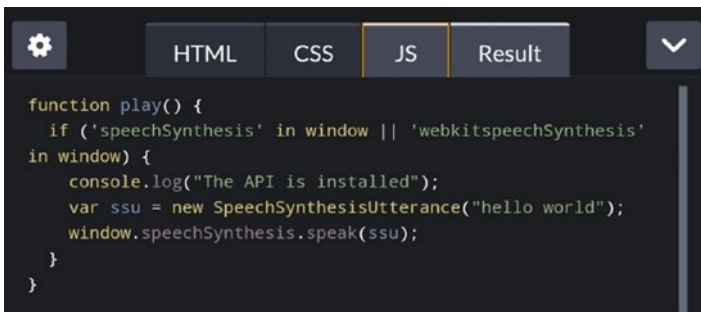 HTML CSS JS Result
function play() {
if ('speechSynthesis' in window || 'webkitspeechSynthesis'
in window) {
console.log("The API is installed");
var ssu = new SpeechSynthesisUtterance("hello world");
window.speechSynthesis.speak(ssu);
}
}